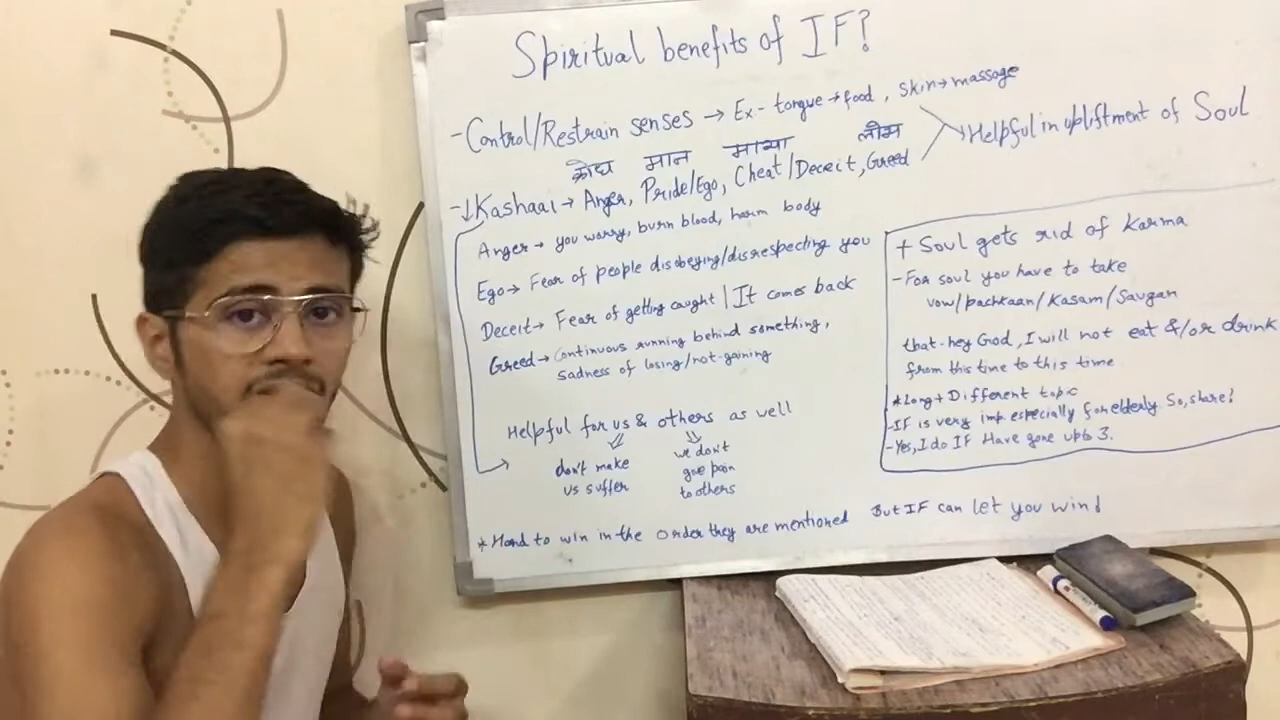 Spiritual benefits of IF?
-Control/Restrain senses → Ex- tongue→food, skin→massage
→Helpful in upliftment of Soul
क्रोध मान माया लोभ
-↓Kashaai→ Anger, Pride/Ego, Cheat/Deceit, Greed
Anger→ you worry, burn blood, harm body
Ego→ Fear of people disobeying/disrespecting you
Deceit→ Fear of getting caught | It comes back
Greed→ Continuous running behind something,
sadness of losing/not-gaining
Helpful for us & others as well
don't make
us suffer
we don't
give pain
to others
*Hard to win in the order they are mentioned But IF can let you win!
+ Soul gets rid of Karma
- For soul you have to take
vow/pachkaan/Kasam/Saugan
that-hey God, I will not eat &/or drink
from this time to this time
*Long+ Different topic
-IF is very imp. especially for elderly. So, share!
-Yes, I do IF Have gone upto 3.